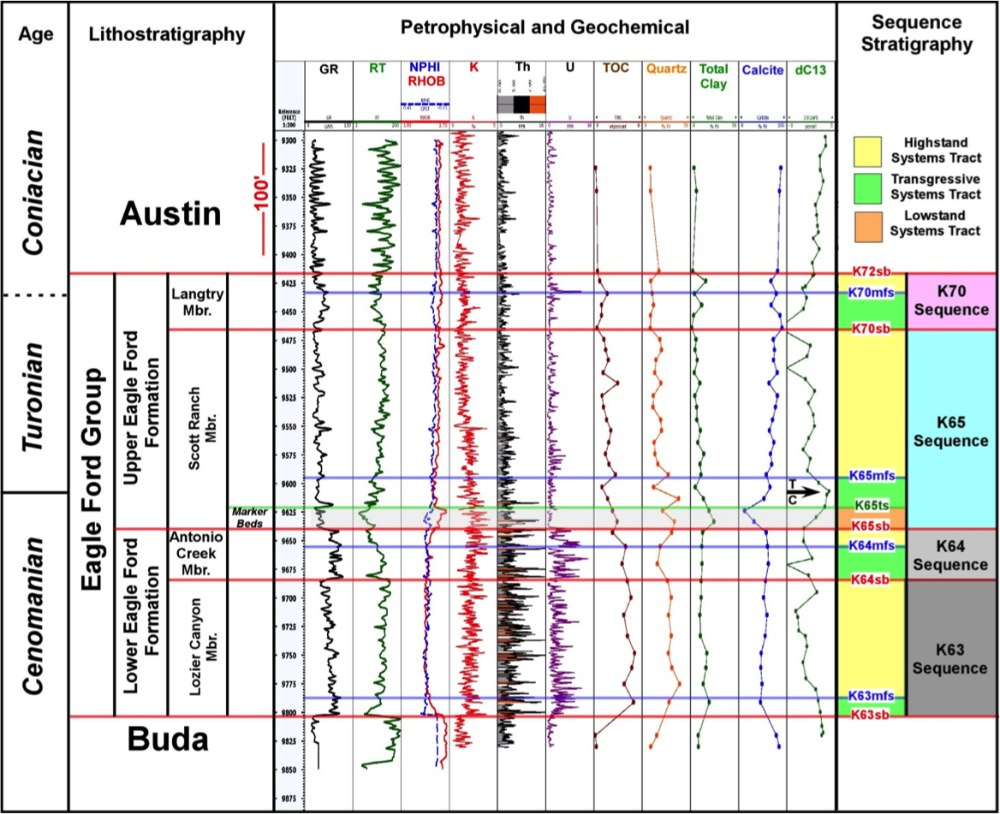 Age
Lithostratigraphy
Petrophysical and Geochemical
Sequence
Stratigraphy
GR
RT
NPHI
RHOB
K
Th
U
TOC
Quartz
Total
Clay
Calcite
dC13
Reference
(FEET)
1:200
Highstand
Systems Tract
Transgressive
Systems Tract
Lowstand
Systems Tract
Coniacian
Turonian
Cenomanian
Austin
100'
Eagle Ford Group
Upper Eagle Ford
Formation
Lower Eagle Ford
Formation
Langtry
Mbr.
Scott Ranch
Mbr.
Marker
Beds
Antonio
Creek
Mbr.
Lozier Canyon
Mbr.
Buda
9300
9325
9350
9375
9400
9425
9450
9475
9500
9525
9550
9575
9600
9625
9650
9675
9700
9725
9750
9775
9800
9825
9850
9875
T
C
K72sb
K70mfs
K70sb
K65mfs
K65ts
K65sb
K64mfs
K64sb
K63mfs
K63sb
K70
Sequence
K65
Sequence
K64
Sequence
K63
Sequence